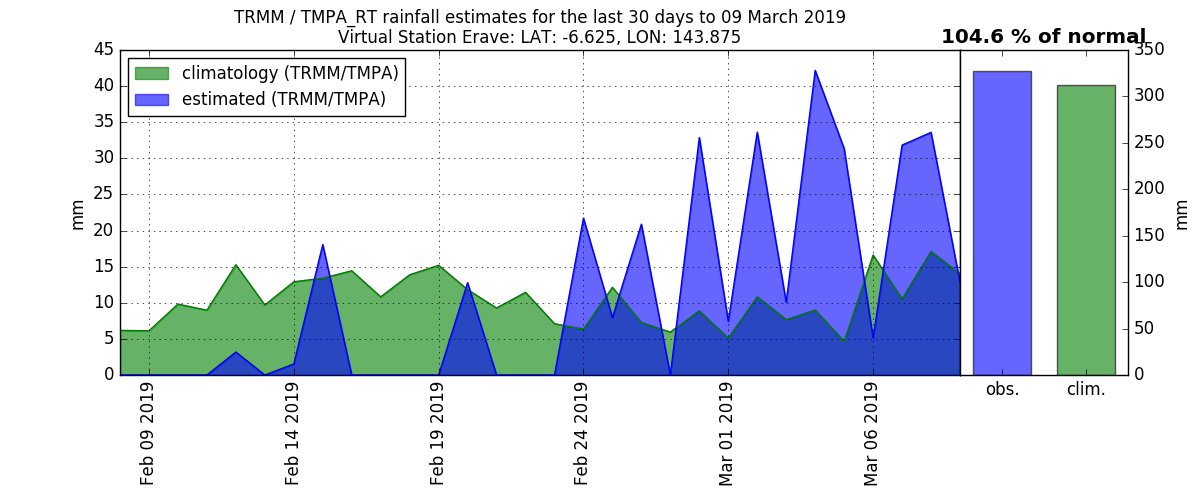 TRMM / TMPA_RT rainfall estimates for the last 30 days to 09 March 2019
Virtual Station Erave: LAT: -6.625, LON: 143.875
104.6 % of normal
climatology (TRMM/TMPA)
estimated (TRMM/TMPA)
mm
45
40
35
30
25
20
15
10
5
0
Feb 09 2019
Feb 14 2019
Feb 19 2019
Feb 24 2019
Mar 01 2019
Mar 06 2019
obs.
clim.
350
300
250
200
150
100
50
0
mm